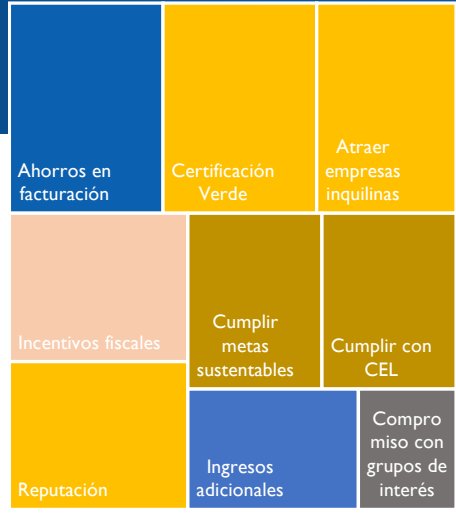 Ahorros en
facturación
Certificación
Verde
Atraer
empresas
inquilinas
Incentivos fiscales
Cumplir
metas
sustentables
Cumplir con
CEL
Reputación
Ingresos
adicionales
Compro
miso con
grupos de
interés